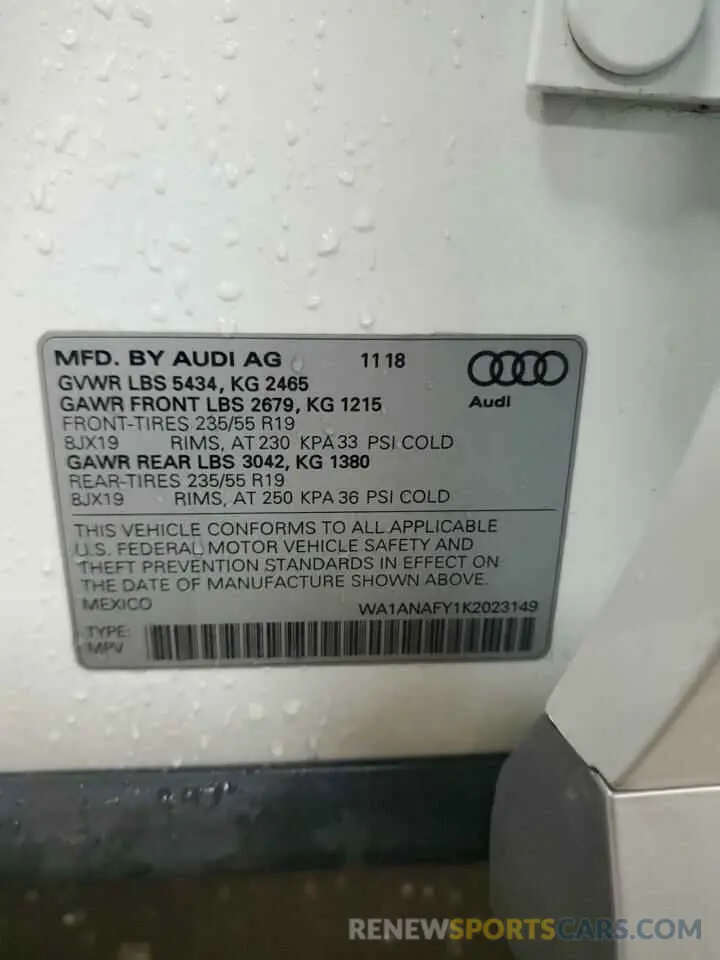 MFD. BY AUDI AG 11 18
GVWR LBS 5434, KG 2465
GAWR FRONT LBS 2679, KG 1215
Audi
FRONT-TIRES 235/55 R19
8JX19 RIMS, AT 230 KPA 33 PSI COLD
GAWR REAR LBS 3042, KG 1380
REAR-TIRES 235/55 R19
8JX19 RIMS, AT 250 KPA 36 PSI COLD
THIS VEHICLE CONFORMS TO ALL APPLICABLE
U.S. FEDERAL MOTOR VEHICLE SAFETY AND
THEFT PREVENTION STANDARDS IN EFFECT ON
THE DATE OF MANUFACTURE SHOWN ABOVE.
MEXICO WA1ANAFY1K2023149
TYPE:
MPV
RENEWSPORTSCARS.COM